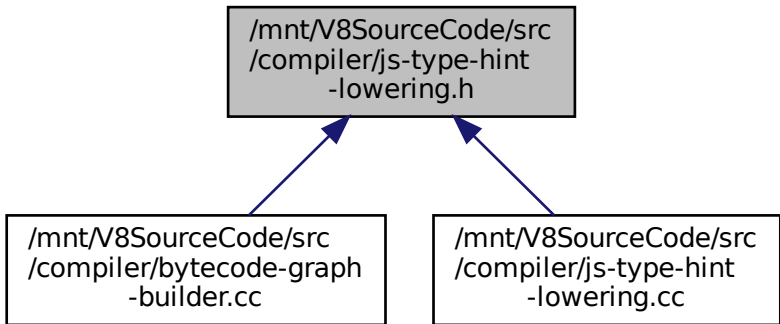 /mnt/V8SourceCode/src
/compiler/js-type-hint
-lowering.h
/mnt/V8SourceCode/src
/compiler/bytecode-graph
-builder.cc
/mnt/V8SourceCode/src
/compiler/js-type-hint
-lowering.cc